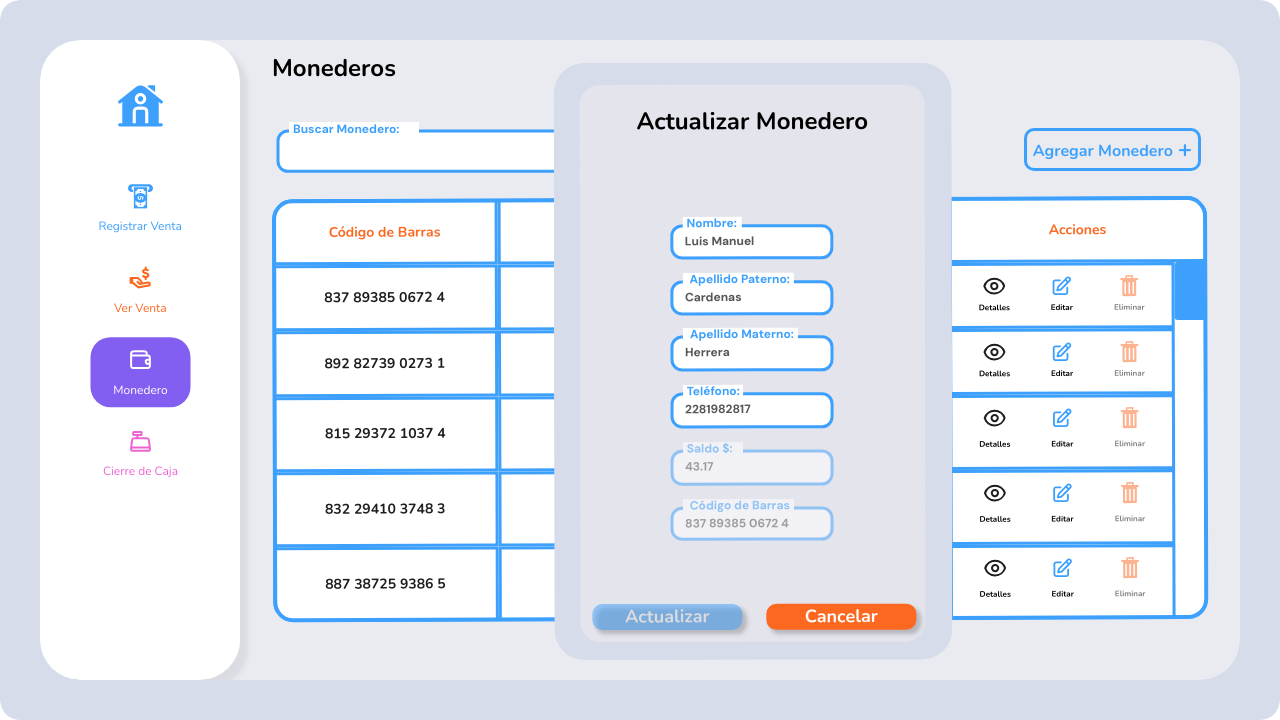 Monederos
Buscar Monedero:
Agregar Monedero +
Registrar Venta
Ver Venta
Monedero
Cierre de Caja
Código de Barras
Acciones
837 89385 0672 4
Detalles Editar Eliminar
892 82739 0273 1
Detalles Editar Eliminar
815 29372 1037 4
Detalles Editar Eliminar
832 29410 3748 3
Detalles Editar Eliminar
887 38725 9386 5
Detalles Editar Eliminar
Actualizar Monedero
Nombre:
Luis Manuel
Apellido Paterno:
Cardenas
Apellido Materno:
Herrera
Teléfono:
2281982817
Saldo $:
43.17
Código de Barras
837 89385 0672 4
Actualizar
Cancelar